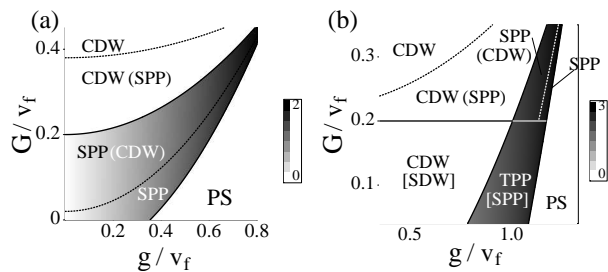 (a)
0.4
0.2
0
G / v_f
CDW
CDW (SPP)
SPP (CDW)
SPP
PS
2
0
0.2
0.4
0.6
0.8
g / v_f
(b)
0.3
0.2
0.1
G / v_f
CDW
CDW (SPP)
SPP
(CDW)
SPP
CDW
[SDW]
TPP
[SPP]
PS
3
0
0.5
1.0
g / v_f